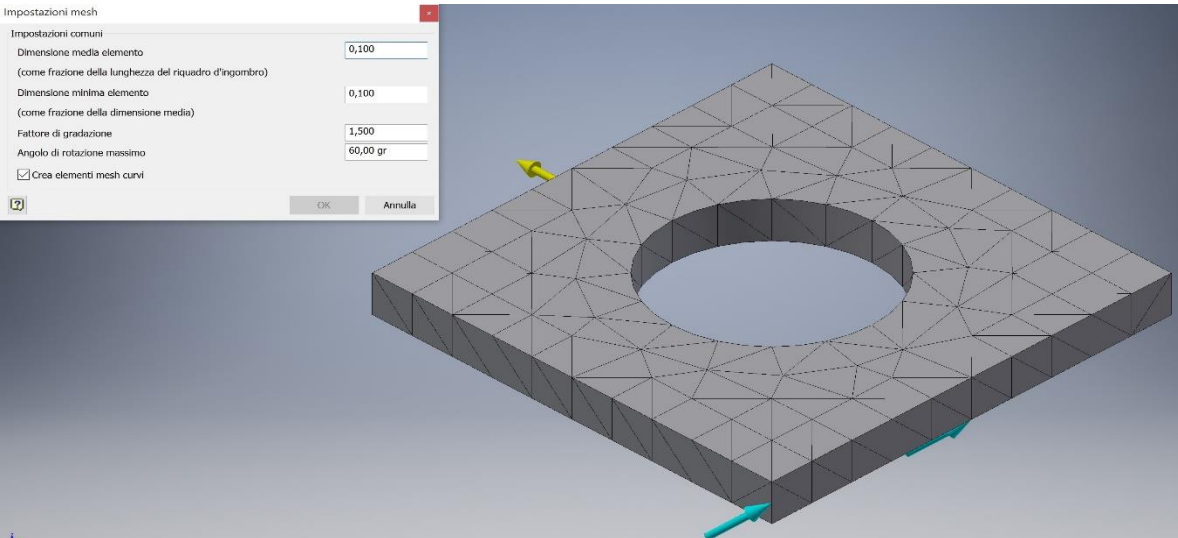 Impostazioni mesh
Impostazioni comuni
Dimensione media elemento 0,100
(come frazione della lunghezza del riquadro d'ingombro)
Dimensione minima elemento 0,100
(come frazione della dimensione media)
Fattore di gradazione 1,500
Angolo di rotazione massimo 60,00 gr
Crea elementi mesh curvi
OK Annulla